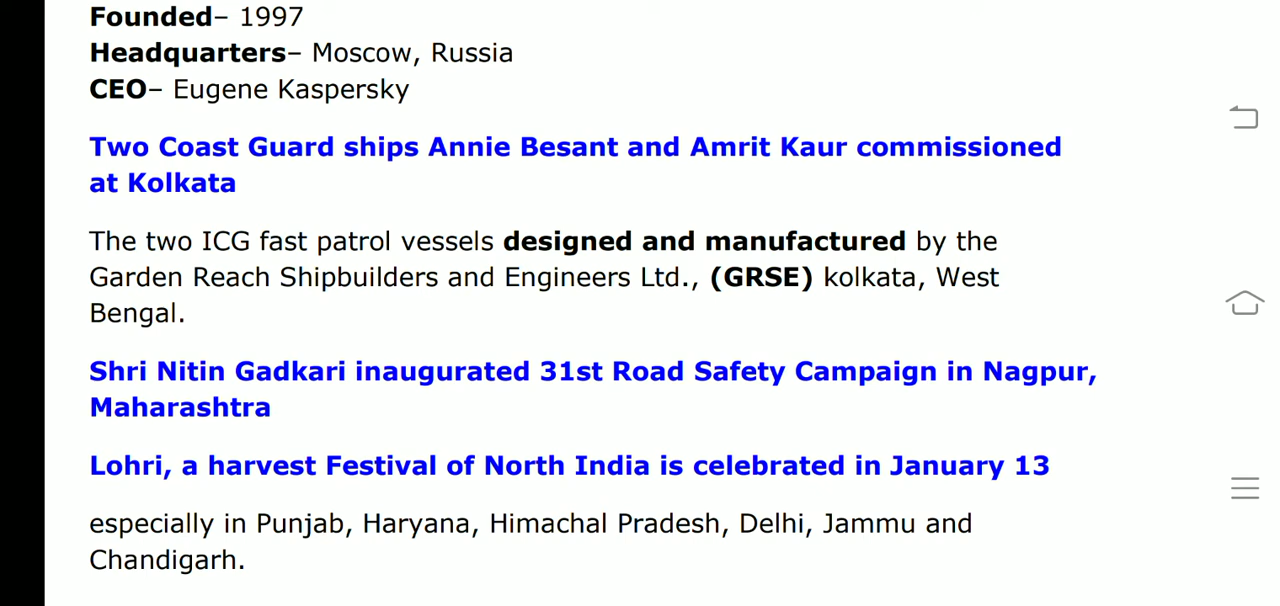 Founded– 1997
Headquarters– Moscow, Russia
CEO– Eugene Kaspersky
Two Coast Guard ships Annie Besant and Amrit Kaur commissioned
at Kolkata
The two ICG fast patrol vessels designed and manufactured by the
Garden Reach Shipbuilders and Engineers Ltd., (GRSE) kolkata, West
Bengal.
Shri Nitin Gadkari inaugurated 31st Road Safety Campaign in Nagpur,
Maharashtra
Lohri, a harvest Festival of North India is celebrated in January 13
especially in Punjab, Haryana, Himachal Pradesh, Delhi, Jammu and
Chandigarh.